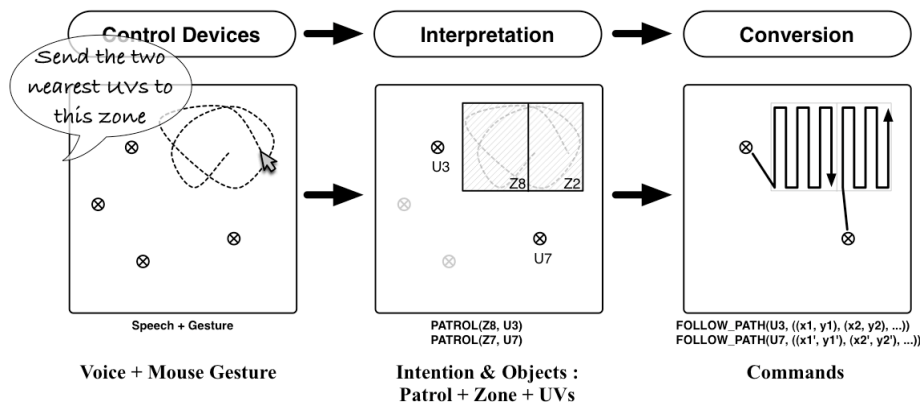 Control Devices
Interpretation
Conversion
Send the two
nearest UVs to
this zone
U3
Z8
Z2
U7
Speech + Gesture
PATROL(Z8, U3)
PATROL(Z7, U7)
FOLLOW_PATH(U3, ((x1, y1), (x2, y2), ...))
FOLLOW_PATH(U7, ((x1', y1'), (x2', y2'), ...))
Voice + Mouse Gesture
Intention & Objects :
Patrol + Zone + UVs
Commands